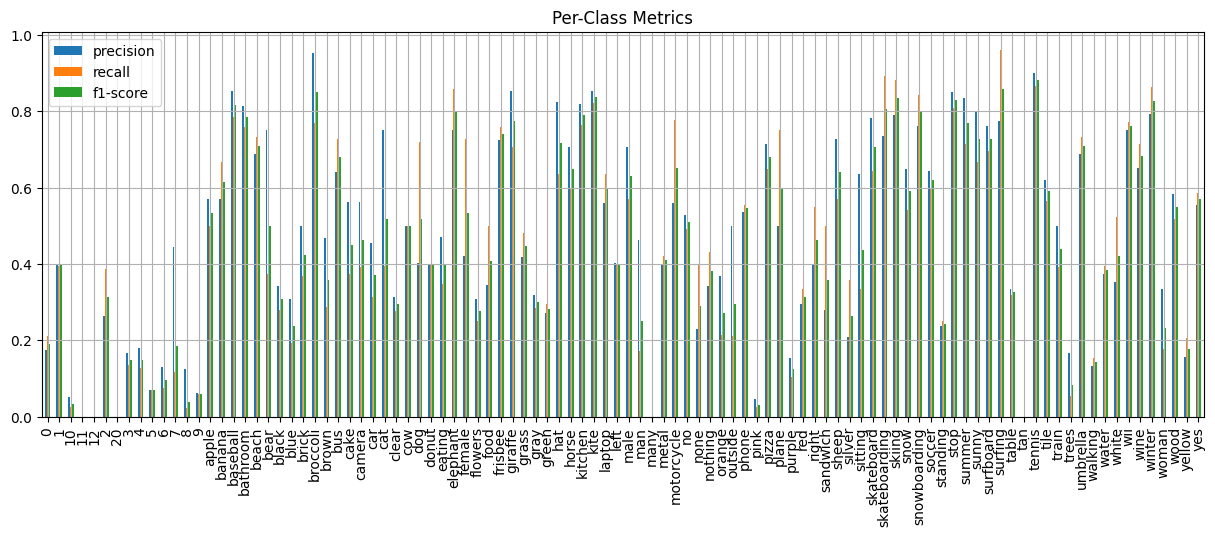 Per-Class Metrics
precision
recall
f1-score
1.0
0.8
0.6
0.4
0.2
0.0
0
1
10
11
12
2
20
3
4
5
6
7
8
9
apple
banana
baseball
bathroom
beach
bear
black
blue
brick
broccoli
brown
bus
cake
camera
car
cat
clear
cow
dog
donut
eating
elephant
female
flowers
food
frisbee
giraffe
grass
gray
green
hat
horse
kitchen
kite
laptop
left
male
man
many
metal
motorcycle
no
none
nothing
orange
outside
phone
pink
pizza
plane
purple
red
right
sandwich
sheep
silver
sitting
skateboard
skateboarding
skiing
snow
snowboarding
soccer
standing
stop
summer
sunny
surfboard
surfing
table
tan
tennis
tile
train
trees
umbrella
walking
water
white
wii
wine
winter
woman
wood
yellow
yes